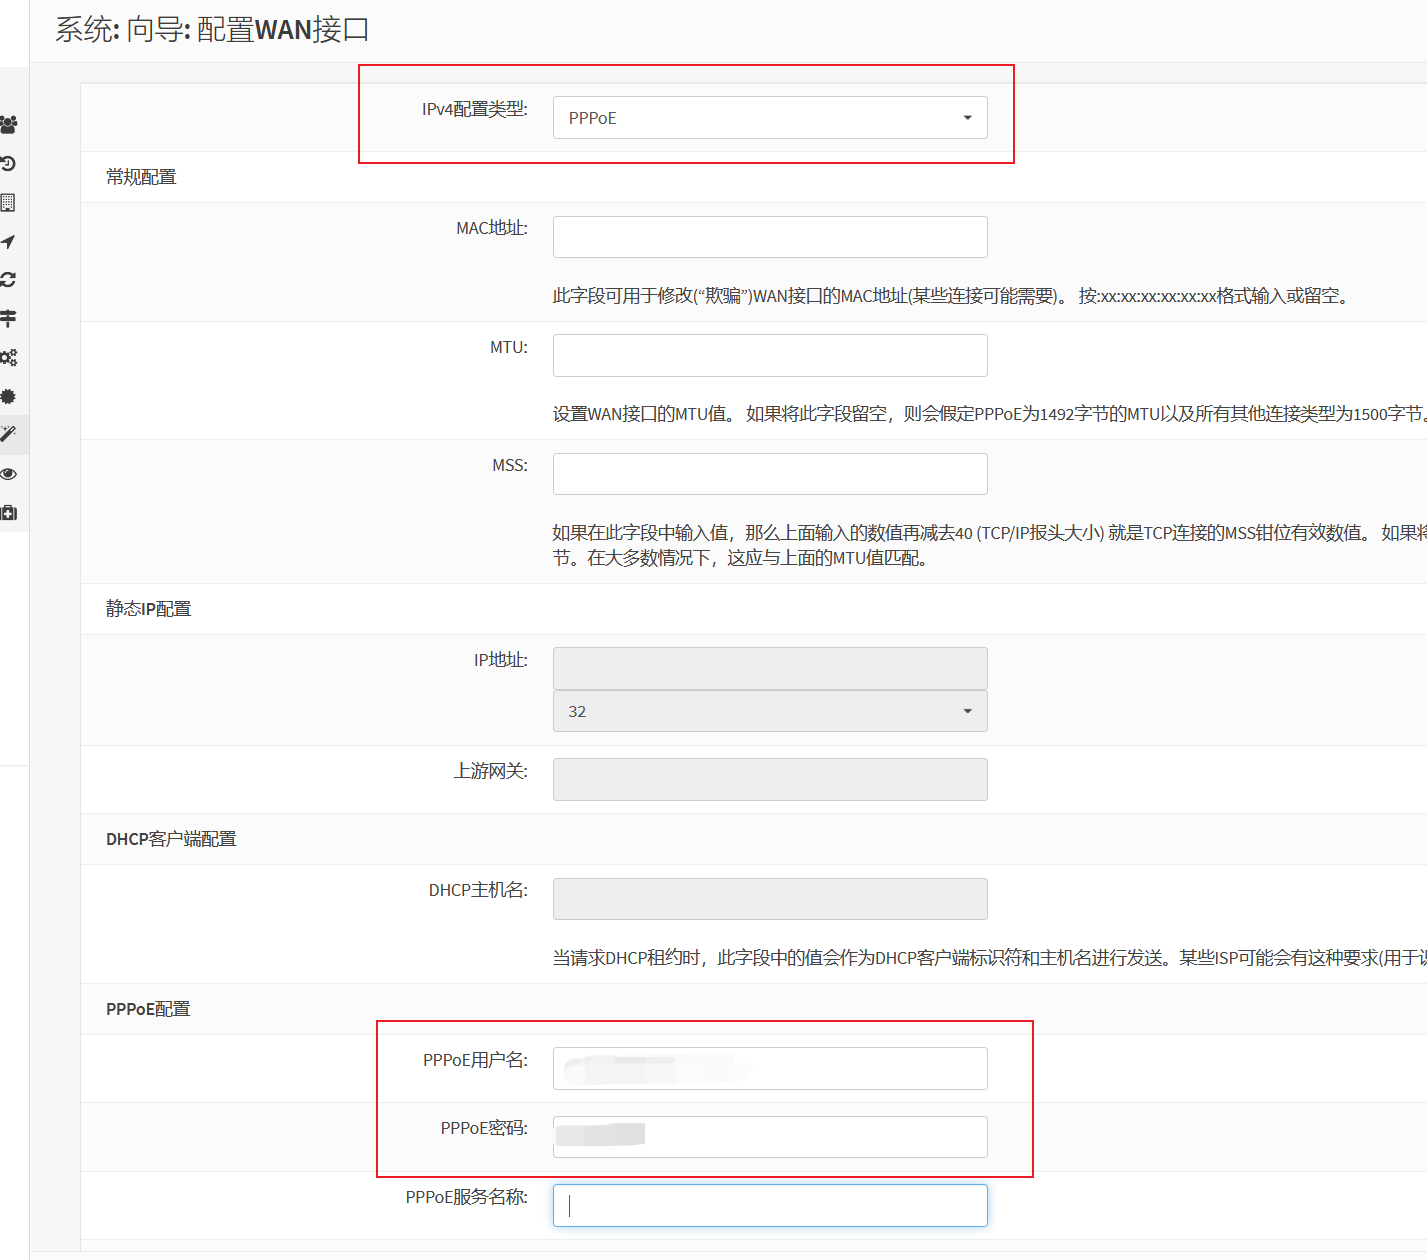 系统: 向导: 配置WAN接口
IPv4配置类型:
PPPoE
常规配置
MAC地址:
此字段可用于修改(“欺骗”)WAN接口的MAC地址(某些连接可能需要)。 按:xx:xx:xx:xx:xx:xx格式输入或留空。
MTU:
设置WAN接口的MTU值。 如果将此字段留空，则会假定PPPoE为1492字节的MTU以及所有其他连接类型为1500字节。
MSS:
如果在此字段中输入值，那么上面输入的数值再减去40 (TCP/IP报头大小) 就是TCP连接的MSS钳位有效数值。 如果将
节。在大多数情况下，这应与上面的MTU值匹配。
静态IP配置
IP地址:
32
上游网关:
DHCP客户端配置
DHCP主机名:
当请求DHCP租约时，此字段中的值会作为DHCP客户端标识符和主机名进行发送。某些ISP可能会有这种要求(用于识
PPPoE配置
PPPoE用户名:
PPPoE密码:
PPPoE服务名称: